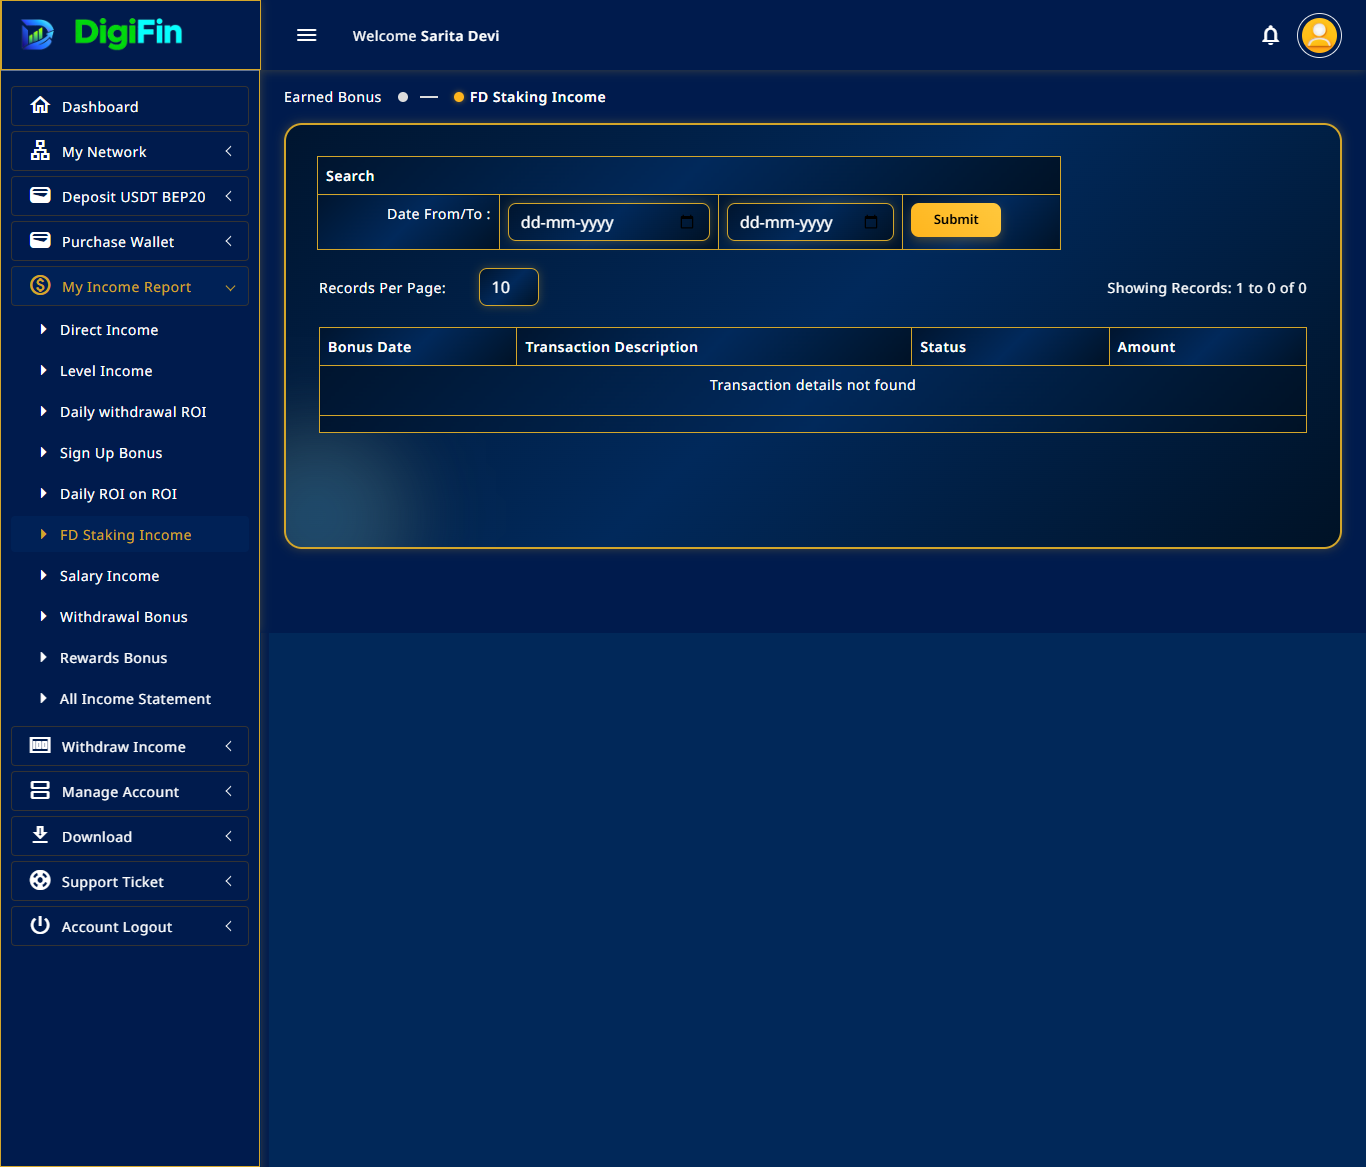 DigiFin
Welcome Sarita Devi
Dashboard
My Network
Deposit USDT BEP20
Purchase Wallet
My Income Report
Direct Income
Level Income
Daily withdrawal ROI
Sign Up Bonus
Daily ROI on ROI
FD Staking Income
Salary Income
Withdrawal Bonus
Rewards Bonus
All Income Statement
Withdraw Income
Manage Account
Download
Support Ticket
Account Logout
Earned Bonus — FD Staking Income
Search
Date From/To : dd-mm-yyyy dd-mm-yyyy Submit
Records Per Page: 10 Showing Records: 1 to 0 of 0
Bonus Date Transaction Description Status Amount
Transaction details not found